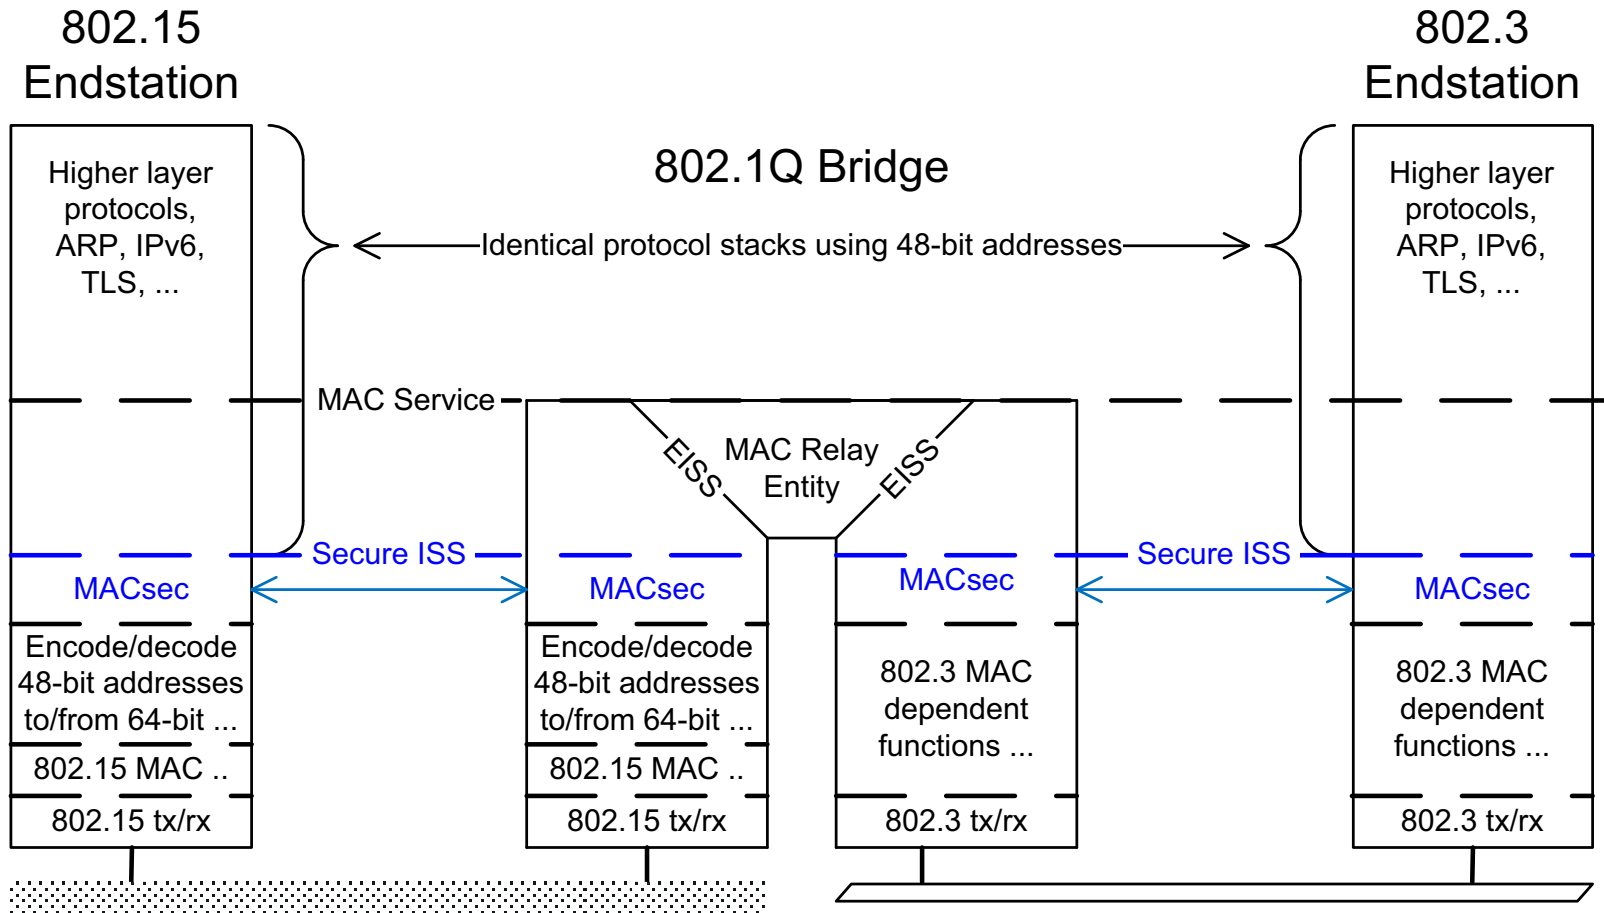 802.15
Endstation
802.3
Endstation
802.1Q Bridge
Higher layer
protocols,
ARP, IPv6,
TLS, ...
Identical protocol stacks using 48-bit addresses
Higher layer
protocols,
ARP, IPv6,
TLS, ...
MAC Service
EISS
MAC Relay
Entity
EISS
Secure ISS
Secure ISS
MACsec
MACsec
MACsec
MACsec
Encode/decode
48-bit addresses
to/from 64-bit ...
Encode/decode
48-bit addresses
to/from 64-bit ...
802.3 MAC
dependent
functions ...
802.3 MAC
dependent
functions ...
802.15 MAC ..
802.15 MAC ..
802.15 tx/rx
802.15 tx/rx
802.3 tx/rx
802.3 tx/rx